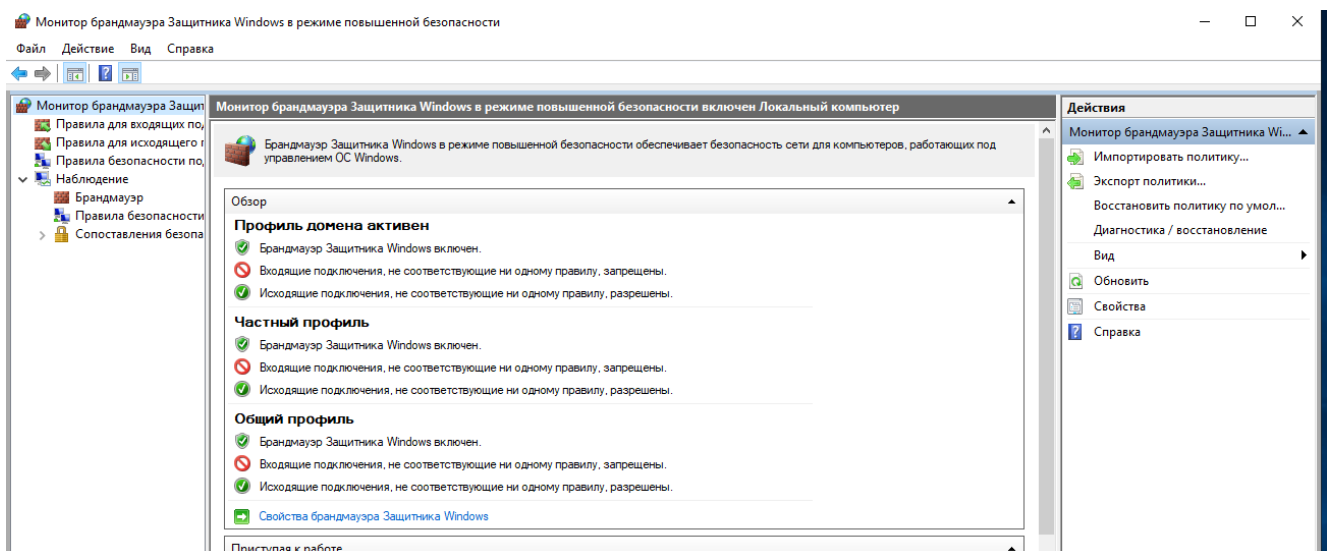 Монитор брандмауэра Защитника Windows в режиме повышенной безопасности
Файл Действие Вид Справка
Монитор брандмауэра Защит
Правила для входящих по
Правила для исходящего г
Правила безопасности по
Наблюдение
Брандмауэр
Правила безопасности
Сопоставления безопа
Монитор брандмауэра Защитника Windows в режиме повышенной безопасности включен Локальный компьютер
Брандмауэр Защитника Windows в режиме повышенной безопасности обеспечивает безопасность сети для компьютеров, работающих под
управлением ОС Windows.
Обзор
Профиль домена активен
Брандмауэр Защитника Windows включен.
Входящие подключения, не соответствующие ни одному правилу, запрещены.
Исходящие подключения, не соответствующие ни одному правилу, разрешены.
Частный профиль
Брандмауэр Защитника Windows включен.
Входящие подключения, не соответствующие ни одному правилу, запрещены.
Исходящие подключения, не соответствующие ни одному правилу, разрешены.
Общий профиль
Брандмауэр Защитника Windows включен.
Входящие подключения, не соответствующие ни одному правилу, запрещены.
Исходящие подключения, не соответствующие ни одному правилу, разрешены.
Свойства брандмауэра Защитника Windows
Приступая к работе
Действия
Монитор брандмауэра Защитника Wi...
Импортировать политику...
Экспорт политики...
Восстановить политику по умол...
Диагностика / восстановление
Вид
Обновить
Свойства
Справка